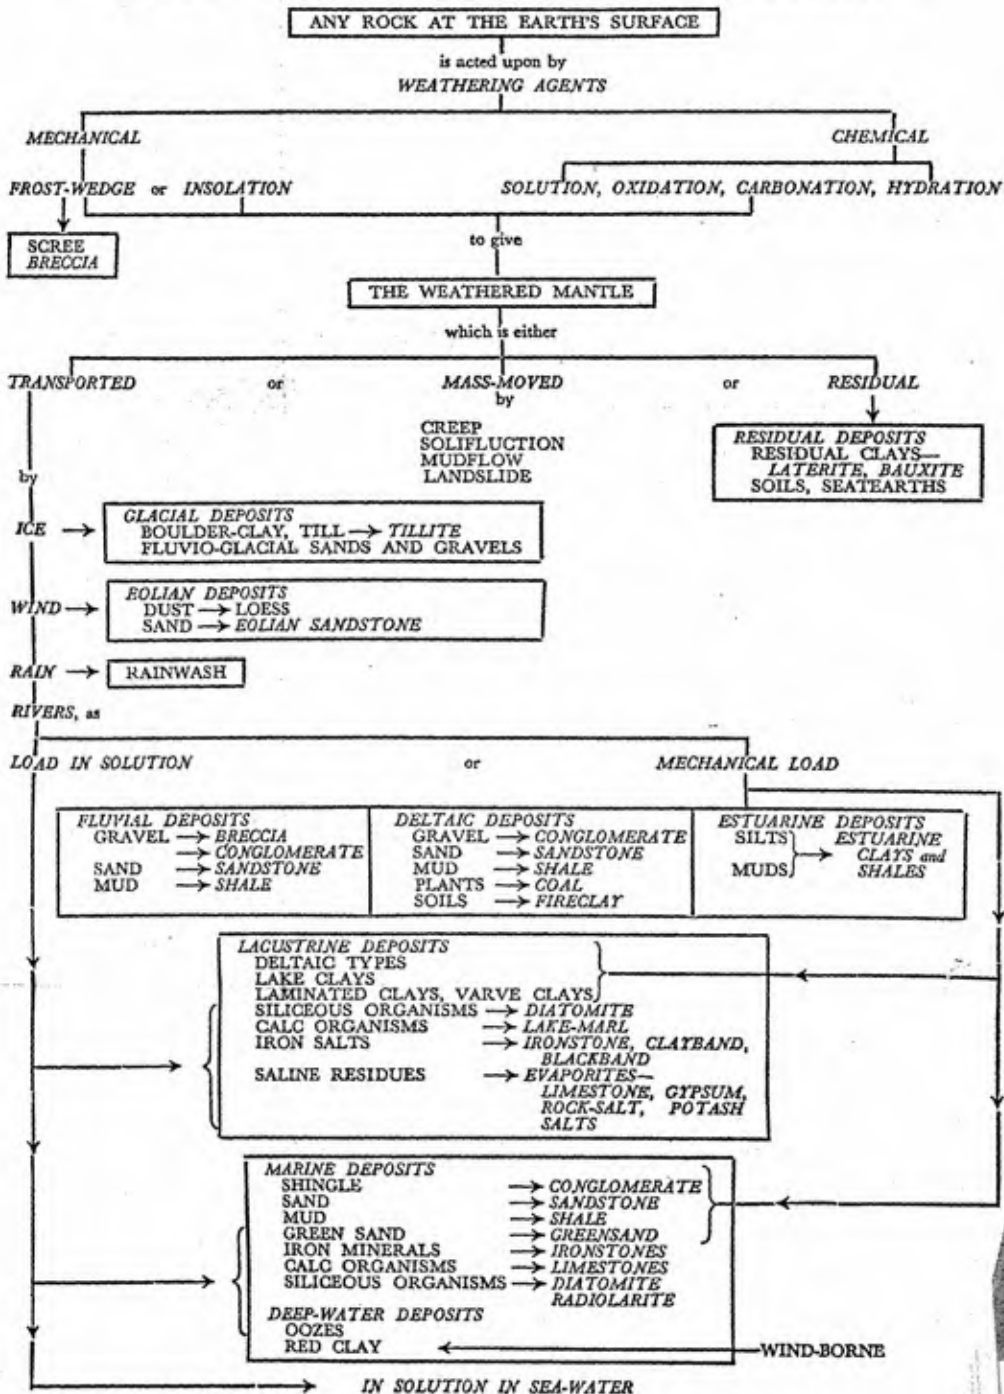 ANY ROCK AT THE EARTH'S SURFACE
is acted upon by
WEATHERING AGENTS
MECHANICAL CHEMICAL
FROST-WEDGE or INSOLATION SOLUTION, OXIDATION, CARBONATION, HYDRATION
SCREE
BRECCIA
to give
THE WEATHERED MANTLE
which is either
TRANSPORTED or MASS-MOVED or RESIDUAL
by
CREEP
SOLIFLUCTION
MUDFLOW
LANDSLIDE
RESIDUAL DEPOSITS
RESIDUAL CLAYS—
LATERITE, BAUXITE
SOILS, SEATEARTHS
by
ICE → GLACIAL DEPOSITS
BOULDER-CLAY, TILL → TILLITE
FLUVIO-GLACIAL SANDS AND GRAVELS
WIND → EOLIAN DEPOSITS
DUST → LOESS
SAND → EOLIAN SANDSTONE
RAIN → RAINWASH
RIVERS, as
LOAD IN SOLUTION or MECHANICAL LOAD
FLUVIAL DEPOSITS
GRAVEL → BRECCIA
→ CONGLOMERATE
SAND → SANDSTONE
MUD → SHALE
DELTAIC DEPOSITS
GRAVEL → CONGLOMERATE
SAND → SANDSTONE
MUD → SHALE
PLANTS → COAL
SOILS → FIRECLAY
ESTUARINE DEPOSITS
SILTS → ESTUARINE
CLAYS and
MUDS SHALES
LACUSTRINE DEPOSITS
DELTAIC TYPES
LAKE CLAYS
LAMINATED CLAYS, VARVE CLAYS
SILICEOUS ORGANISMS → DIATOMITE
CALC ORGANISMS → LAKE-MARL
IRON SALTS → IRONSTONE, CLAYBAND,
BLACKBAND
SALINE RESIDUES → EVAPORITES—
LIMESTONE, GYPSUM,
ROCK-SALT, POTASH
SALTS
MARINE DEPOSITS
SHINGLE → CONGLOMERATE
SAND → SANDSTONE
MUD → SHALE
GREEN SAND → GREENSAND
IRON MINERALS → IRONSTONES
CALC ORGANISMS → LIMESTONES
SILICEOUS ORGANISMS → DIATOMITE
RADIOLARITE
DEEP-WATER DEPOSITS
OOZES
RED CLAY ← WIND-BORNE
IN SOLUTION IN SEA-WATER